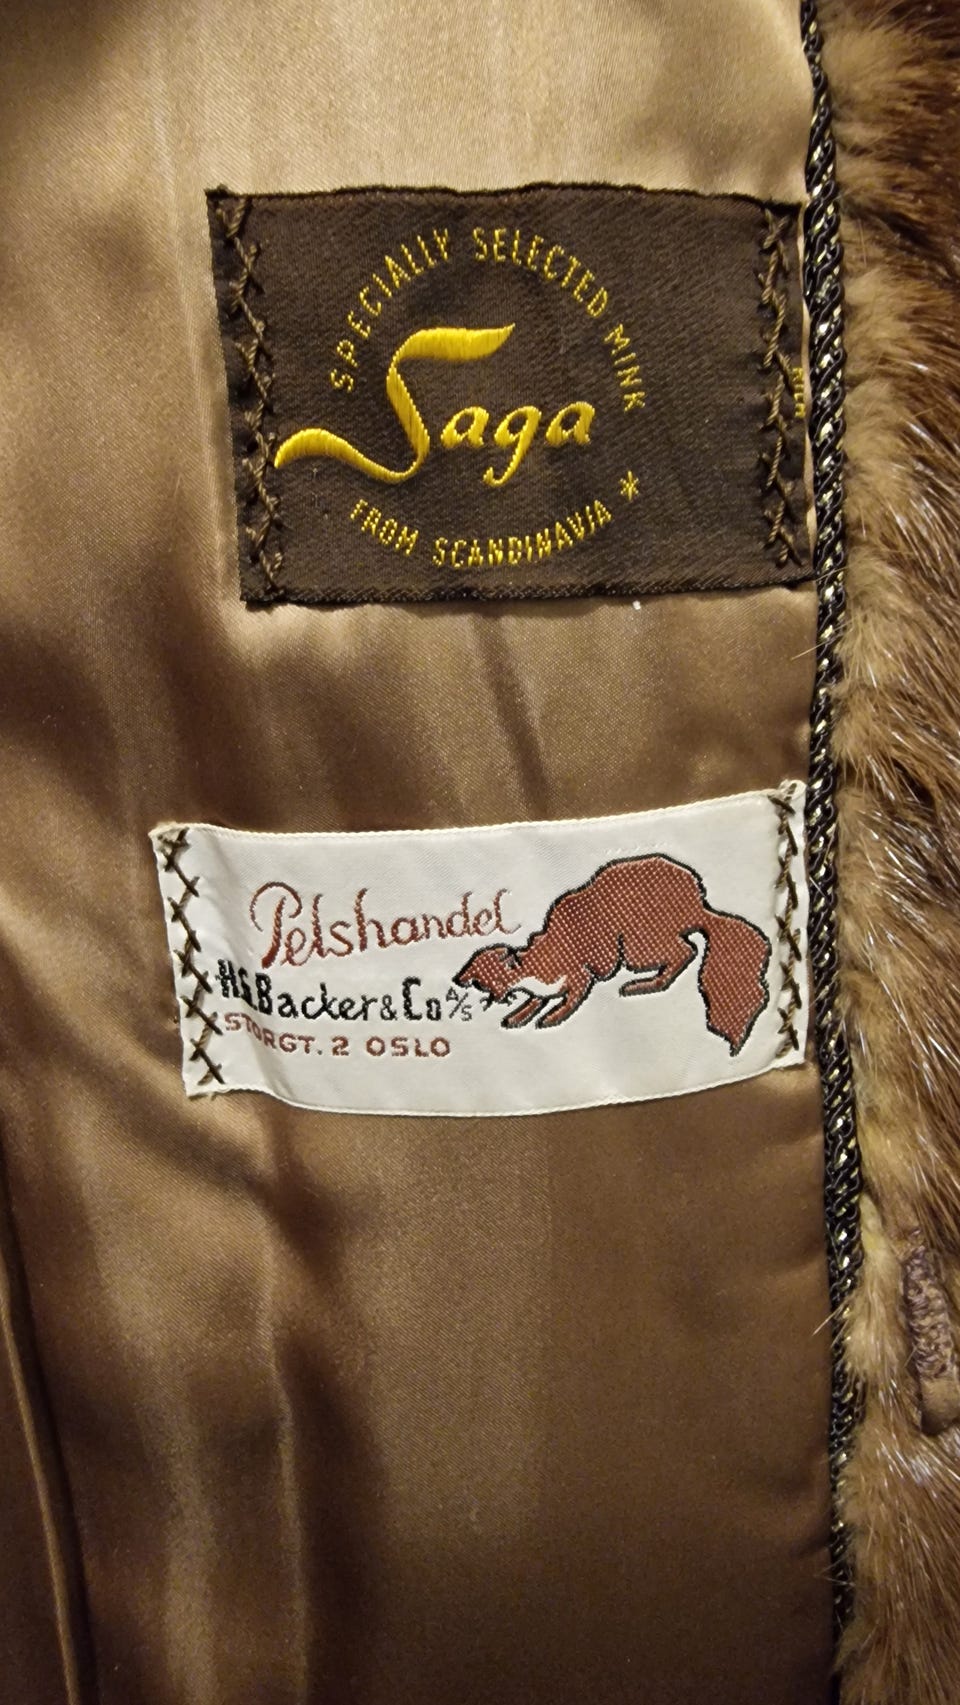 SPECIALLY SELECTED MINK
Saga
FROM SCANDINAVIA *
Pelshandel
H.G.Backer&Co A/S
STORGT. 2 OSLO